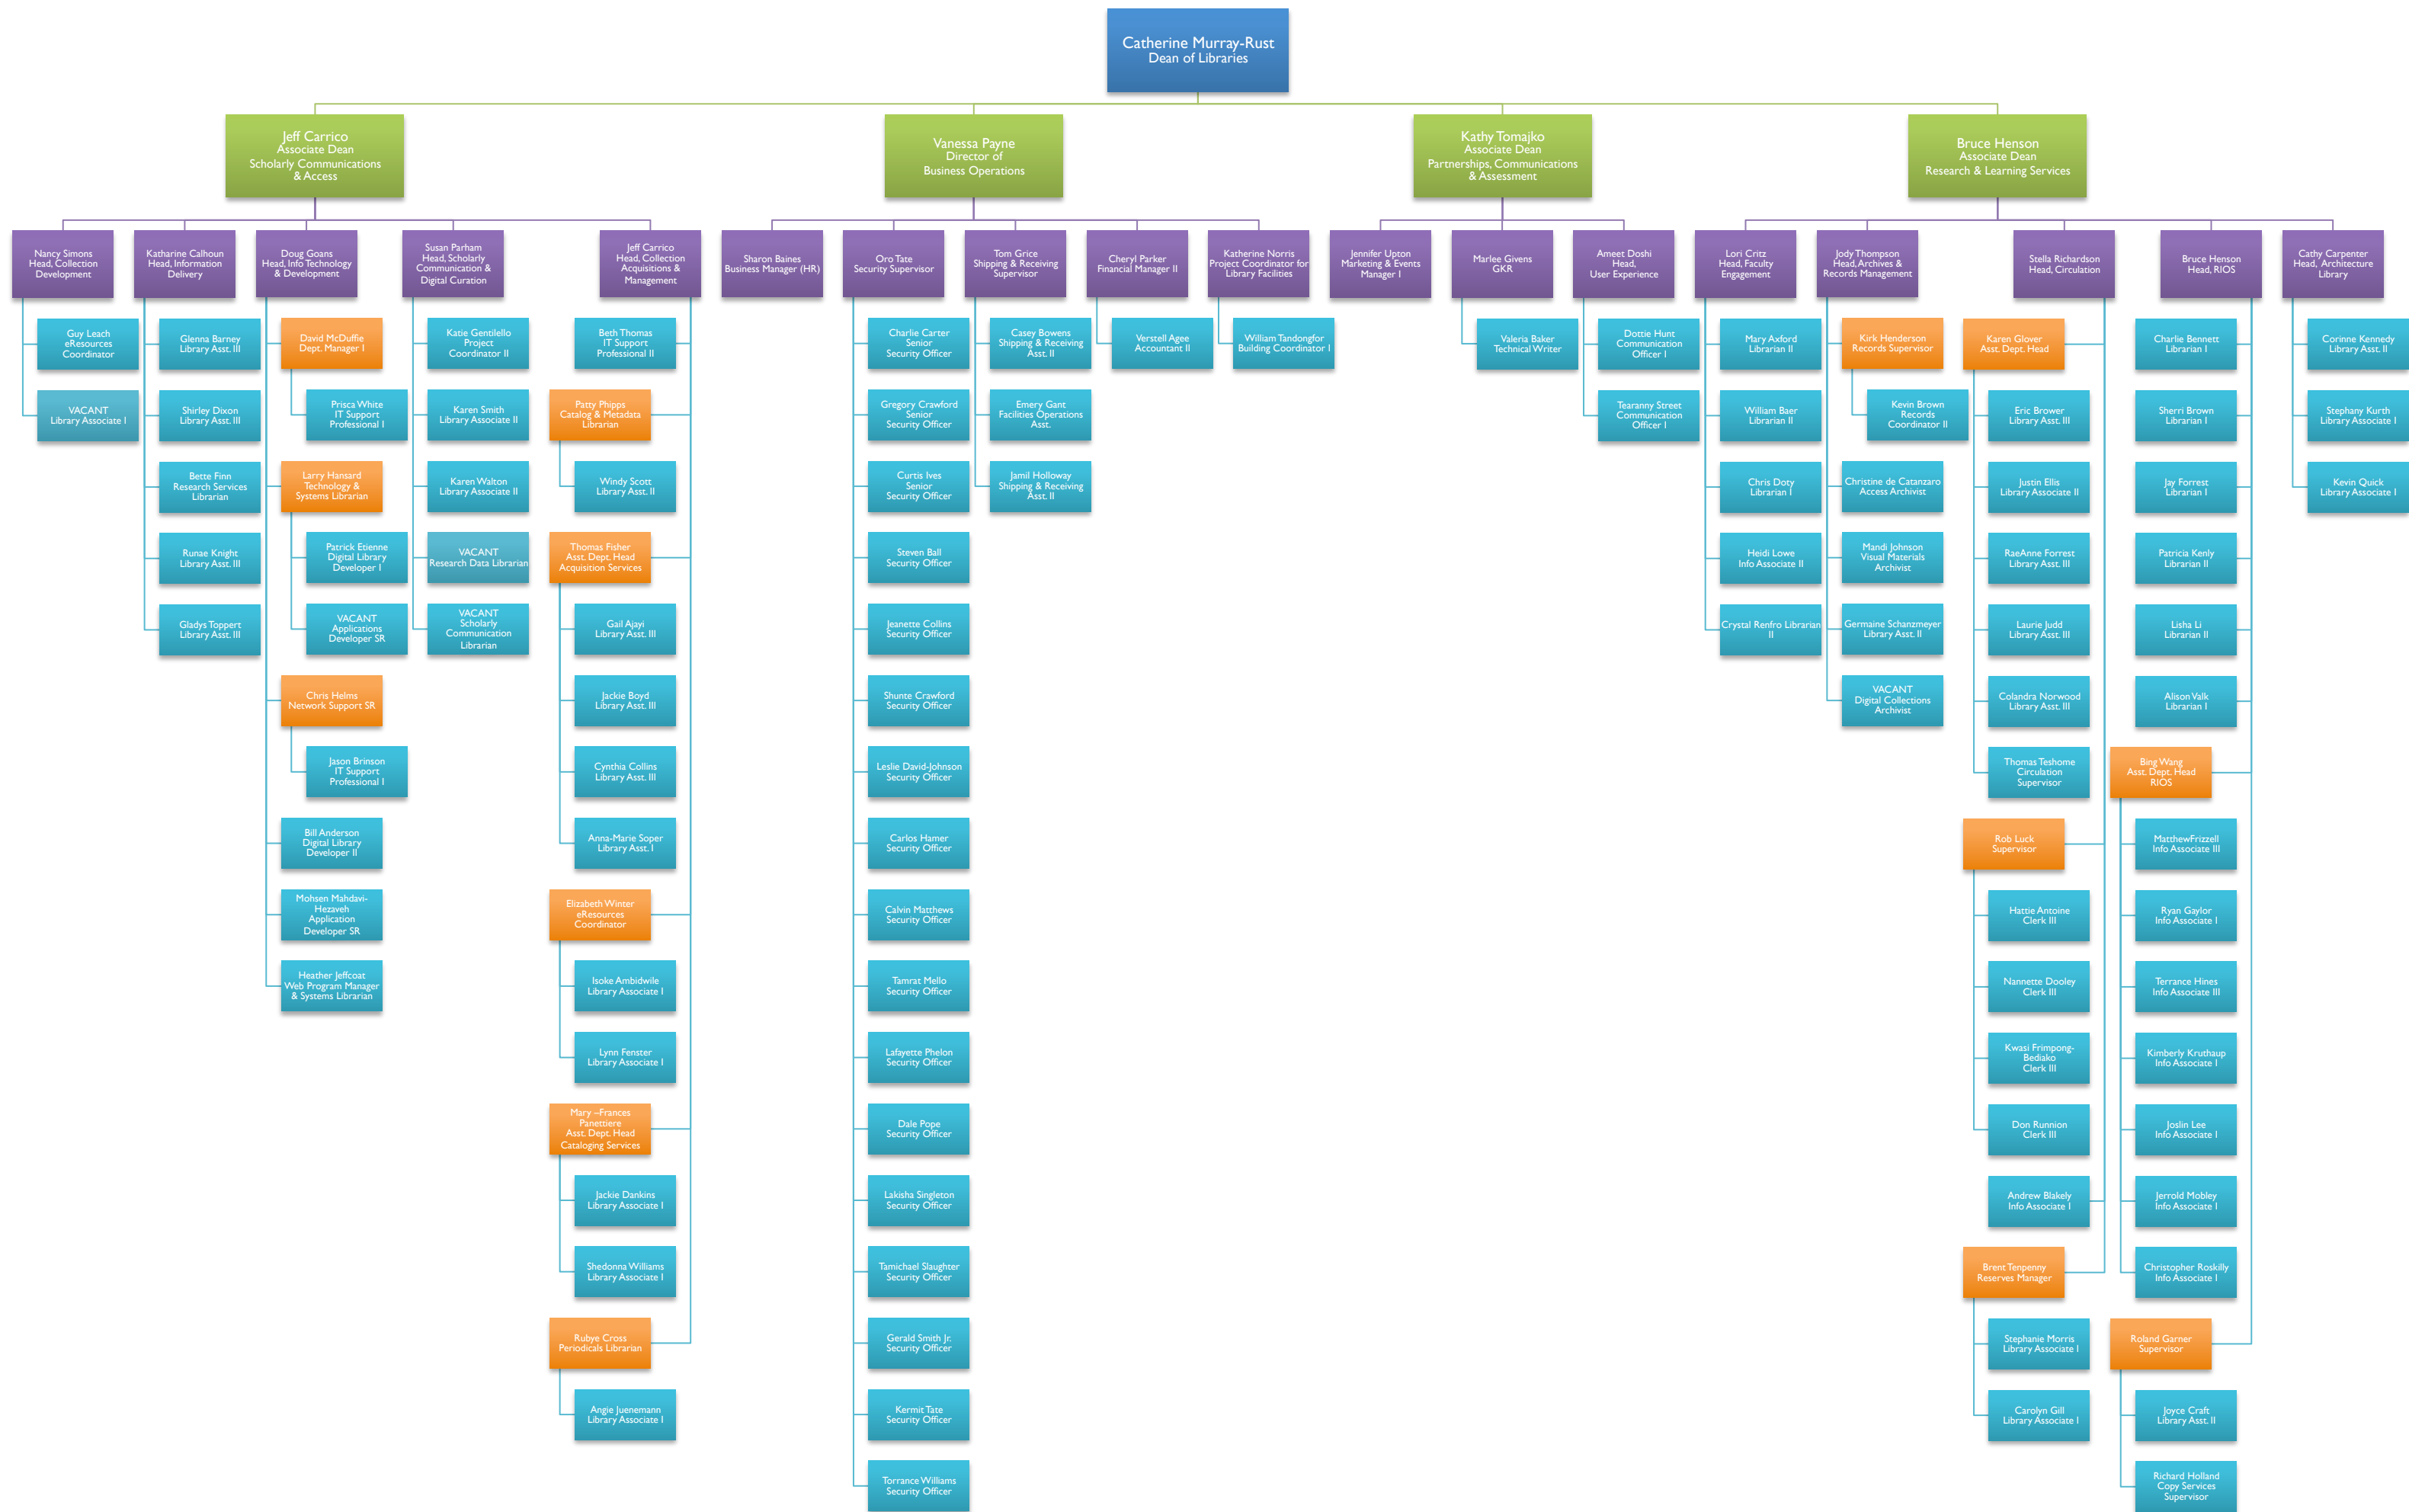 Catherine Murray-Rust
Dean of Libraries
Jeff Carrico
Associate Dean
Scholarly Communications
& Access
Vanessa Payne
Director of
Business Operations
Kathy Tomajko
Associate Dean
Partnerships, Communications
& Assessment
Bruce Henson
Associate Dean
Research & Learning Services
Nancy Simons
Head, Collection
Development
Katharine Calhoun
Head, Information
Delivery
Doug Goans
Head, Info Technology
& Development
Susan Parham
Head, Scholarly
Communication &
Digital Curation
Jeff Carrico
Head, Collection
Acquisitions &
Management
Sharon Baines
Business Manager (HR)
Oro Tate
Security Supervisor
Tom Grice
Shipping & Receiving
Supervisor
Cheryl Parker
Financial Manager II
Katherine Norris
Project Coordinator for
Library Facilities
Jennifer Upton
Marketing & Events
Manager I
Marlee Givens
GKR
Ameet Doshi
Head,
User Experience
Lori Critz
Head, Faculty
Engagement
Jody Thompson
Head, Archives &
Records Management
Stella Richardson
Head, Circulation
Bruce Henson
Head, RIOS
Cathy Carpenter
Head, Architecture
Library
Guy Leach
eResources
Coordinator
VACANT
Library Associate I
Glenna Barney
Library Asst. III
Shirley Dixon
Library Asst. III
Bette Finn
Research Services
Librarian
Runae Knight
Library Asst. III
Gladys Toppert
Library Asst. III
David McDuffie
Dept. Manager I
Prisca White
IT Support
Professional I
Larry Hansard
Technology &
Systems Librarian
Patrick Etienne
Digital Library
Developer I
VACANT
Applications
Developer SR
Chris Helms
Network Support SR
Jason Brinson
IT Support
Professional I
Bill Anderson
Digital Library
Developer II
Mohsen Mahdavi-
Hezaveh
Application
Developer SR
Heather Jeffcoat
Web Program Manager
& Systems Librarian
Katie Gentilello
Project
Coordinator II
Karen Smith
Library Associate II
Karen Walton
Library Associate II
VACANT
Research Data Librarian
VACANT
Scholarly
Communication
Librarian
Beth Thomas
IT Support
Professional II
Patty Phipps
Catalog & Metadata
Librarian
Windy Scott
Library Asst. II
Thomas Fisher
Asst. Dept. Head
Acquisition Services
Gail Ajayi
Library Asst. III
Jackie Boyd
Library Asst. III
Cynthia Collins
Library Asst. III
Anna-Marie Soper
Library Asst. I
Elizabeth Winter
eResources
Coordinator
Isoke Ambidwile
Library Associate I
Lynn Fenster
Library Associate I
Mary –Frances
Panettiere
Asst. Dept. Head
Cataloging Services
Jackie Dankins
Library Associate I
Shedonna Williams
Library Associate I
Rubye Cross
Periodicals Librarian
Angie Juenemann
Library Associate I
Charlie Carter
Senior
Security Officer
Gregory Crawford
Senior
Security Officer
Curtis Ives
Senior
Security Officer
Steven Ball
Security Officer
Jeanette Collins
Security Officer
Shunte Crawford
Security Officer
Leslie David-Johnson
Security Officer
Carlos Hamer
Security Officer
Calvin Matthews
Security Officer
Tamrat Mello
Security Officer
Lafayette Phelon
Security Officer
Dale Pope
Security Officer
Lakisha Singleton
Security Officer
Tamichael Slaughter
Security Officer
Gerald Smith Jr.
Security Officer
Kermit Tate
Security Officer
Torrance Williams
Security Officer
Casey Bowens
Shipping & Receiving
Asst. II
Emery Gant
Facilities Operations
Asst.
Jamil Holloway
Shipping & Receiving
Asst. II
Verstell Agee
Accountant II
William Tandongfor
Building Coordinator I
Valeria Baker
Technical Writer
Dottie Hunt
Communication
Officer I
Tearanny Street
Communication
Officer I
Mary Axford
Librarian II
William Baer
Librarian II
Chris Doty
Librarian I
Heidi Lowe
Info Associate II
Crystal Renfro Librarian
II
Kirk Henderson
Records Supervisor
Kevin Brown
Records
Coordinator II
Christine de Catanzaro
Access Archivist
Mandi Johnson
Visual Materials
Archivist
Germaine Schanzmeyer
Library Asst. II
VACANT
Digital Collections
Archivist
Karen Glover
Asst. Dept. Head
Eric Brower
Library Asst. III
Justin Ellis
Library Associate II
RaeAnne Forrest
Library Asst. III
Laurie Judd
Library Asst. III
Colandra Norwood
Library Asst. III
Thomas Teshome
Circulation
Supervisor
Rob Luck
Supervisor
Hattie Antoine
Clerk III
Nannette Dooley
Clerk III
Kwasi Frimpong-
Bediako
Clerk III
Don Runnion
Clerk III
Andrew Blakely
Info Associate I
Brent Tenpenny
Reserves Manager
Stephanie Morris
Library Associate I
Carolyn Gill
Library Associate I
Charlie Bennett
Librarian I
Sherri Brown
Librarian I
Jay Forrest
Librarian I
Patricia Kenly
Librarian II
Lisha Li
Librarian II
Alison Valk
Librarian I
Bing Wang
Asst. Dept. Head
RIOS
MatthewFrizzell
Info Associate III
Ryan Gaylor
Info Associate I
Terrance Hines
Info Associate III
Kimberly Kruthaup
Info Associate I
Joslin Lee
Info Associate I
Jerrold Mobley
Info Associate I
Christopher Roskilly
Info Associate I
Roland Garner
Supervisor
Joyce Craft
Library Asst. II
Richard Holland
Copy Services
Supervisor
Corinne Kennedy
Library Asst. II
Stephany Kurth
Library Associate I
Kevin Quick
Library Associate I